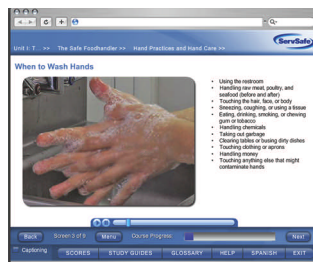 ServSafe
Unit I: T... >> The Safe Foodhandler >> Hand Practices and Hand Care >>
When to Wash Hands
• Using the restroom
• Handling raw meat, poultry, and
seafood (before and after)
• Touching the hair, face, or body
• Sneezing, coughing, or using a tissue
• Eating, drinking, smoking, or chewing
gum or tobacco
• Handling chemicals
• Taking out garbage
• Clearing tables or busing dirty dishes
• Touching clothing or aprons
• Handling money
• Touching anything else that might
contaminate hands
Back Screen 3 of 6 Menu Course Progress: Next
Captioning SCORES STUDY GUIDES GLOSSARY HELP SPANISH EXIT